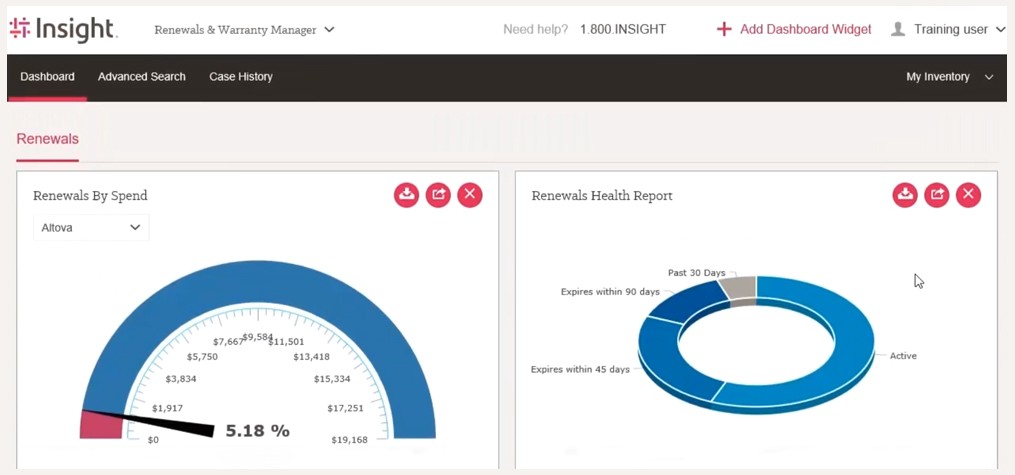 Insight.
Renewals & Warranty Manager
Need help? 1.800.INSIGHT
Add Dashboard Widget
Training user
Dashboard
Advanced Search
Case History
My Inventory
Renewals
Renewals By Spend
Altova
$0
$1,917
$3,834
$5,750
$7,667
$9,584
$11,501
$13,418
$15,334
$17,251
$19,168
5.18 %
Renewals Health Report
Past 30 Days
Expires within 90 days
Expires within 45 days
Active